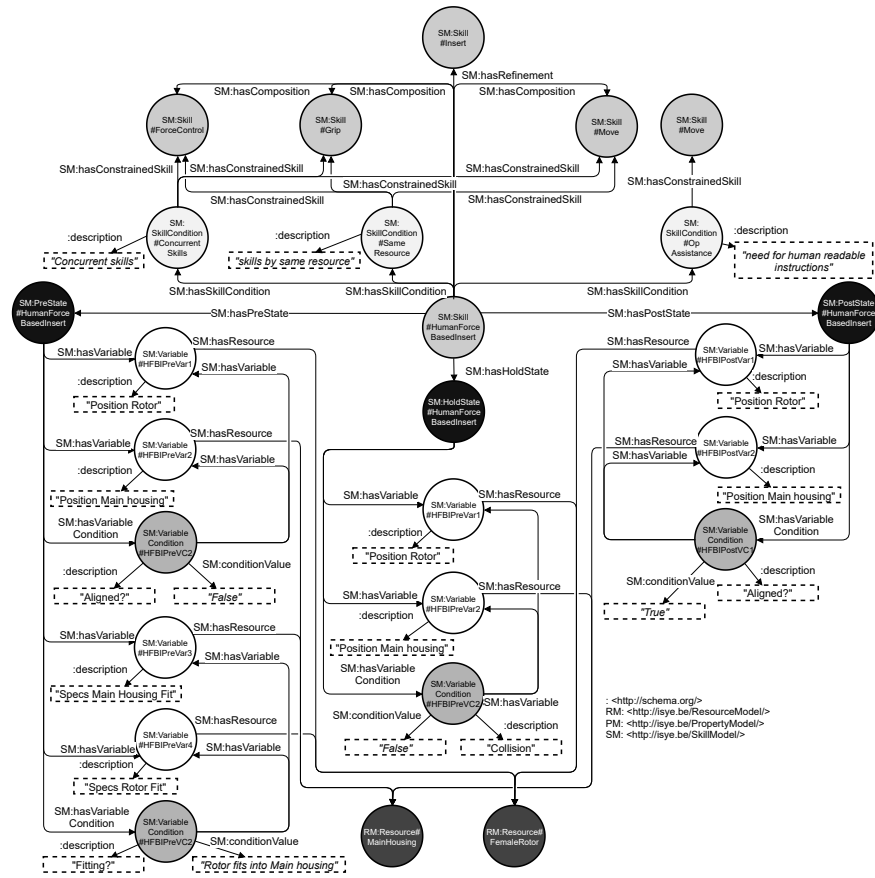 SM:Skill
#Insert
SM:hasRefinement
SM:hasComposition
SM:hasComposition
SM:hasComposition
SM:Skill
#ForceControl
SM:Skill
#Grip
SM:Skill
#Move
SM:Skill
#Move
SM:hasConstrainedSkill
SM:hasConstrainedSkill
SM:hasConstrainedSkill
SM:hasConstrainedSkill
SM:hasConstrainedSkill
SM:hasConstrainedSkill
SM:hasConstrainedSkill
SM:
SkillCondition
#Concurrent
Skills
:description
"Concurrent skills"
SM:
SkillCondition
#Same
Resource
:description
"skills by same resource"
SM:
SkillCondition
#Op
Assistance
:description
"need for human readable
instructions"
SM:hasSkillCondition
SM:hasSkillCondition
SM:hasSkillCondition
SM:PreState
#HumanForce
BasedInsert
SM:hasPreState
SM:Skill
#HumanForce
BasedInsert
SM:hasPostState
SM:PostState
#HumanForce
BasedInsert
SM:hasHoldState
SM:HoldState
#HumanForce
BasedInsert
SM:hasVariable
SM:Variable
#HFBIPreVar1
SM:hasResource
SM:hasVariable
:description
"Position Rotor"
SM:hasVariable
SM:Variable
#HFBIPreVar2
SM:hasResource
SM:hasVariable
:description
"Position Main housing"
SM:hasVariable
Condition
SM:Variable
Condition
#HFBIPreVC2
:description
SM:conditionValue
"Aligned?"
"False"
SM:hasVariable
SM:Variable
#HFBIPreVar3
SM:hasResource
SM:hasVariable
:description
"Specs Main Housing Fit"
SM:hasVariable
SM:Variable
#HFBIPreVar4
SM:hasResource
SM:hasVariable
:description
"Specs Rotor Fit"
SM:hasVariable
Condition
SM:Variable
Condition
#HFBIPreVC2
:description
SM:conditionValue
"Fitting?"
"Rotor fits into Main housing"
SM:hasVariable
SM:Variable
#HFBIPreVar1
SM:hasResource
:description
"Position Rotor"
SM:hasVariable
SM:Variable
#HFBIPreVar2
SM:hasResource
:description
"Position Main housing"
SM:hasVariable
Condition
SM:Variable
Condition
#HFBIPreVC2
SM:hasVariable
SM:conditionValue
:description
"False"
"Collision"
SM:hasResource
SM:Variable
#HFBIPostVar1
SM:hasVariable
:description
"Position Rotor"
SM:hasResource
SM:Variable
#HFBIPostVar2
SM:hasVariable
:description
"Position Main housing"
SM:Variable
Condition
#HFBIPostVC1
SM:hasVariable
Condition
SM:conditionValue
:description
"True"
"Aligned?"
: <http://schema.org/>
RM: <http://isye.be/ResourceModel/>
PM: <http://isye.be/PropertyModel/>
SM: <http://isye.be/SkillModel/>
RM:Resource#
MainHousing
RM:Resource#
FemaleRotor